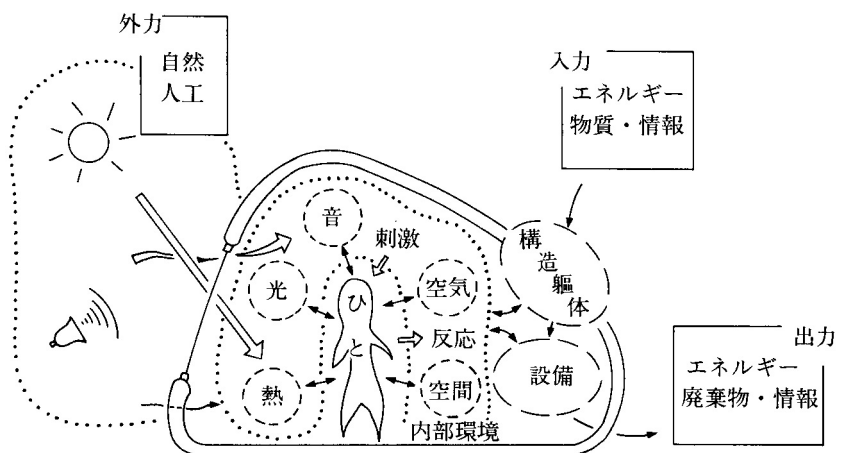 外力
自然
人工
入力
エネルギー
物質・情報
音
刺激
構造躯体
光
ひと
空気
反応
熱
空間
設備
内部環境
出力
エネルギー
廃棄物・情報